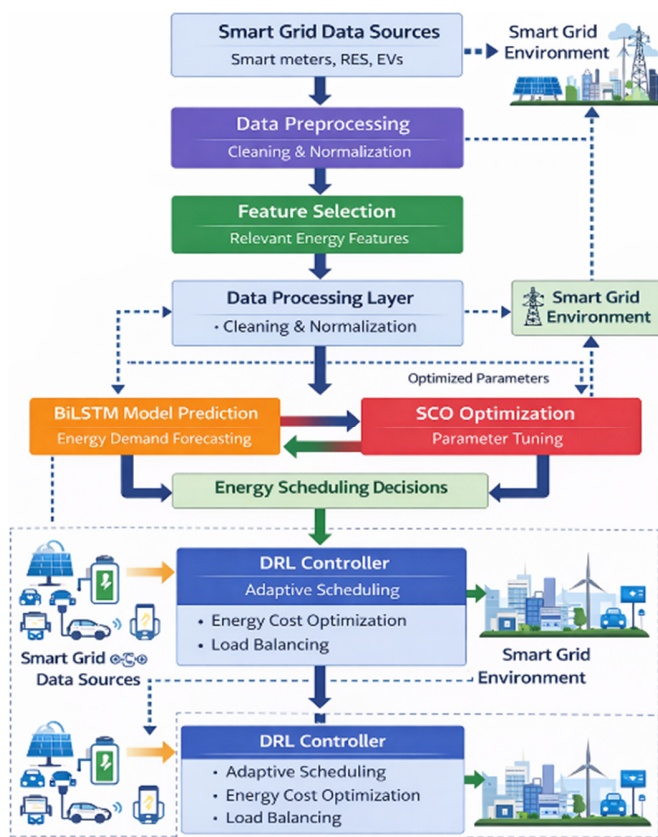 Smart Grid Data Sources
Smart meters, RES, EVs
Smart Grid
Environment
Data Preprocessing
Cleaning & Normalization
Feature Selection
Relevant Energy Features
Data Processing Layer
• Cleaning & Normalization
Smart Grid
Environment
Optimized Parameters
BiLSTM Model Prediction
Energy Demand Forecasting
SCO Optimization
Parameter Tuning
Energy Scheduling Decisions
DRL Controller
Adaptive Scheduling
• Energy Cost Optimization
• Load Balancing
Smart Grid
Data Sources
Smart Grid
Environment
DRL Controller
• Adaptive Scheduling
• Energy Cost Optimization
• Load Balancing